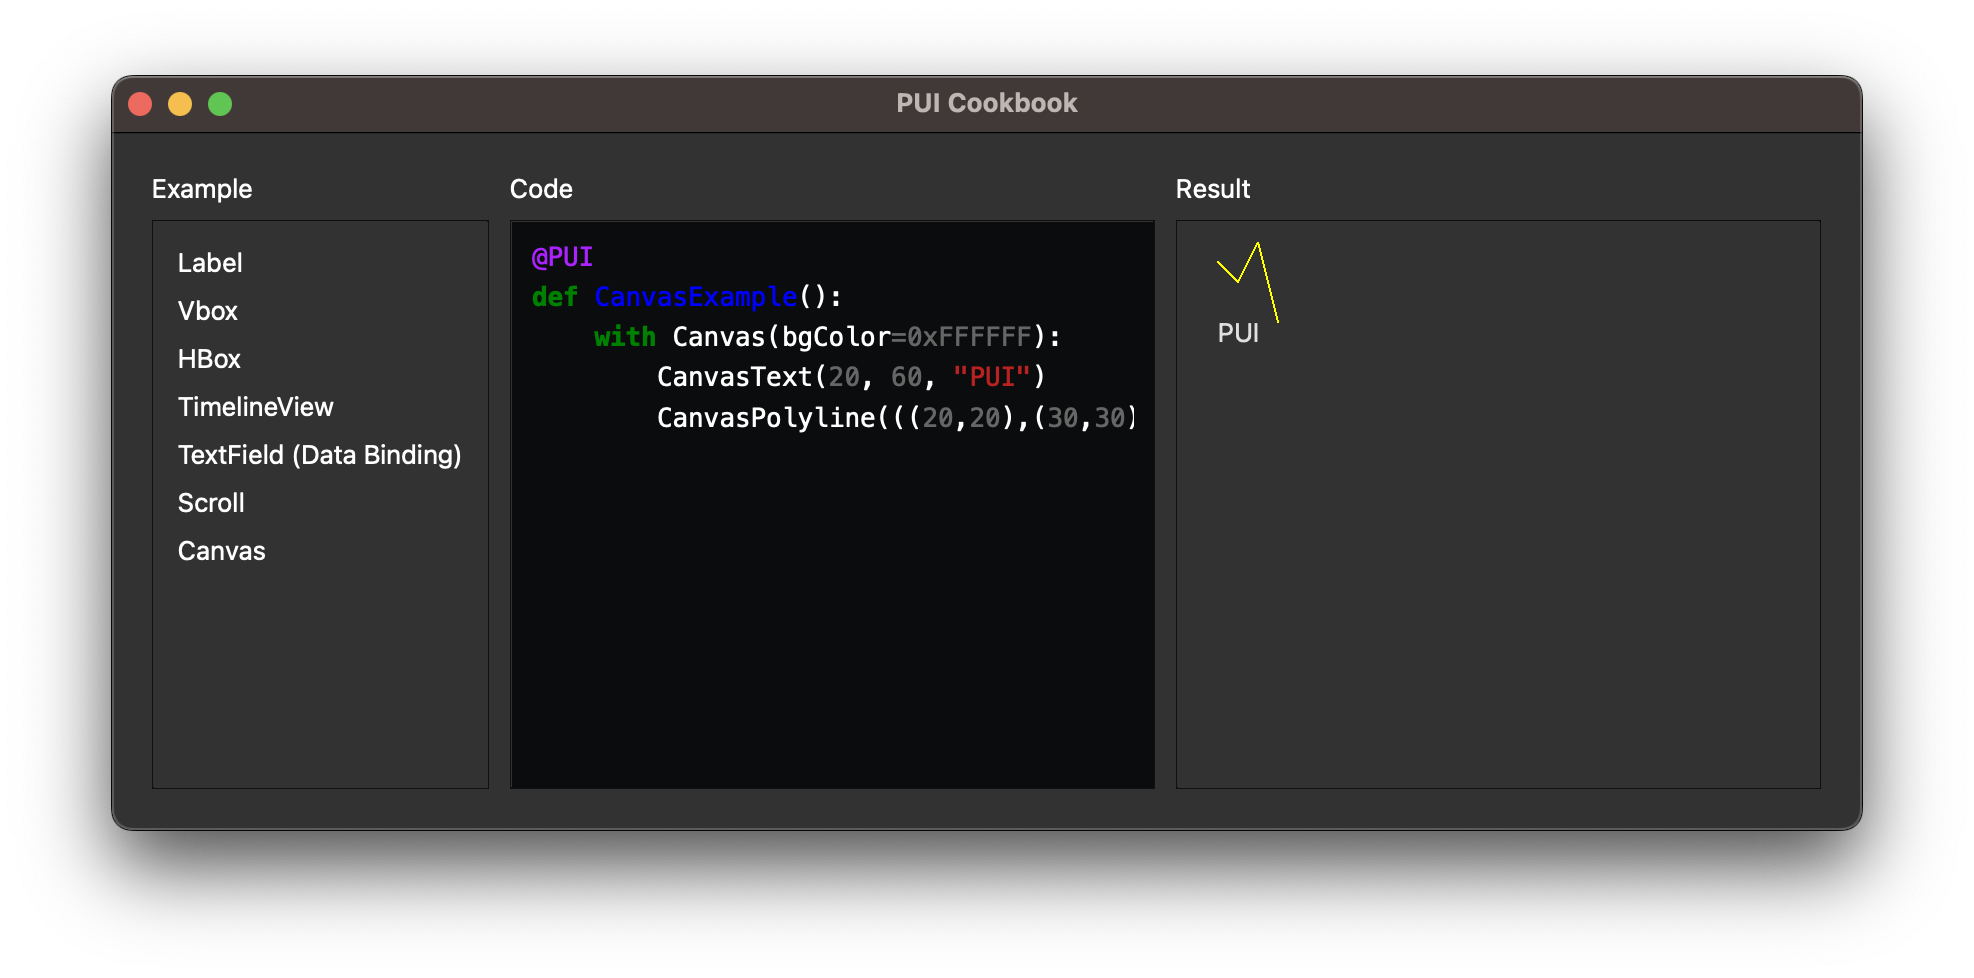 PUI Cookbook
Example
Label
Vbox
HBox
TimelineView
TextField (Data Binding)
Scroll
Canvas
Code
@PUI
def CanvasExample():
    with Canvas(bgColor=0xFFFFFF):
        CanvasText(20, 60, "PUI")
        CanvasPolyline(((20,20),(30,30)
Result
PUI